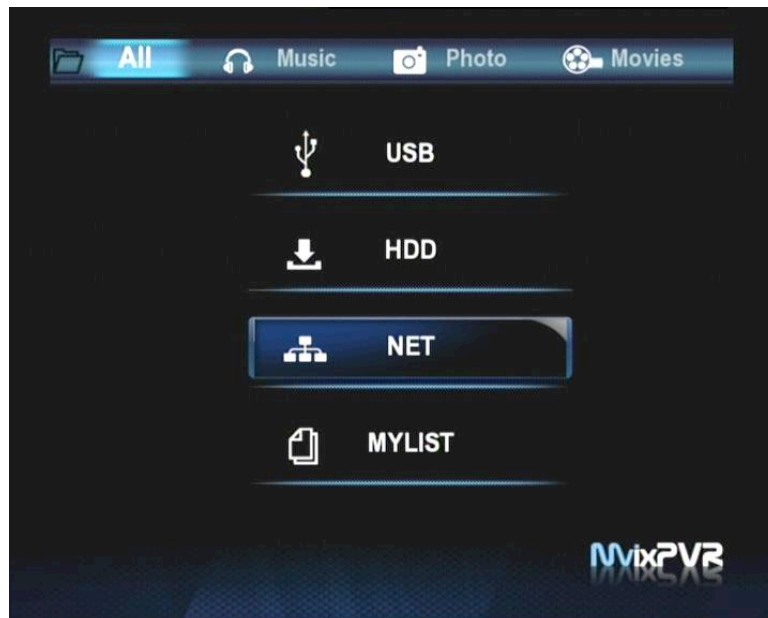 All Music Photo Movies
USB
HDD
NET
MYLIST
MvixPVR